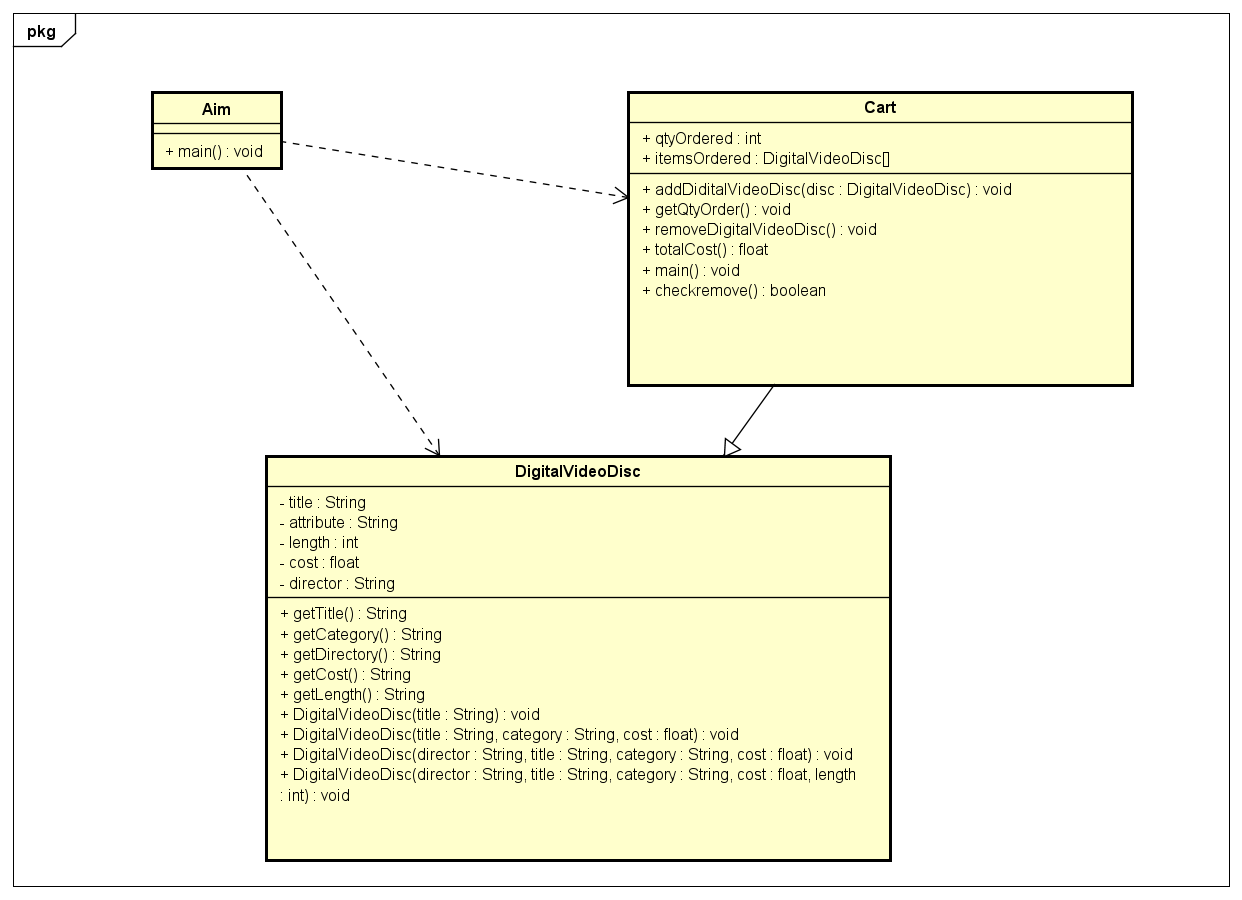 pkg
Aim
+ main() : void
Cart
+ qtyOrdered : int
+ itemsOrdered : DigitalVideoDisc[]
+ addDiditalVideoDisc(disc : DigitalVideoDisc) : void
+ getQtyOrder() : void
+ removeDigitalVideoDisc() : void
+ totalCost() : float
+ main() : void
+ checkremove() : boolean
DigitalVideoDisc
- title : String
- attribute : String
- length : int
- cost : float
- director : String
+ getTitle() : String
+ getCategory() : String
+ getDirectory() : String
+ getCost() : String
+ getLength() : String
+ DigitalVideoDisc(title : String) : void
+ DigitalVideoDisc(title : String, category : String, cost : float) : void
+ DigitalVideoDisc(director : String, title : String, category : String, cost : float) : void
+ DigitalVideoDisc(director : String, title : String, category : String, cost : float, length
: int) : void